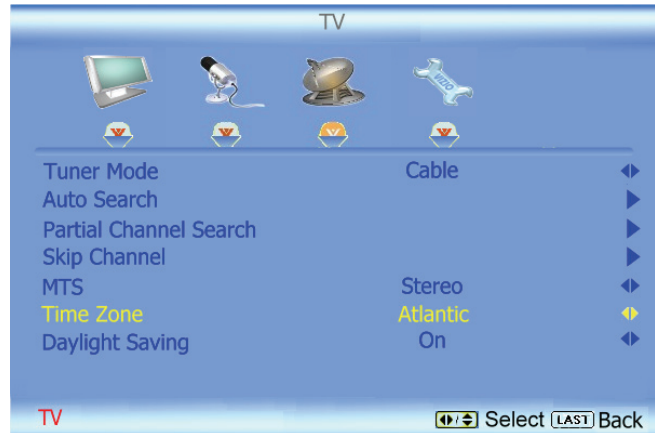 TV
VIZIO
Tuner Mode Cable
Auto Search
Partial Channel Search
Skip Channel
MTS Stereo
Time Zone Atlantic
Daylight Saving On
TV Select LAST Back